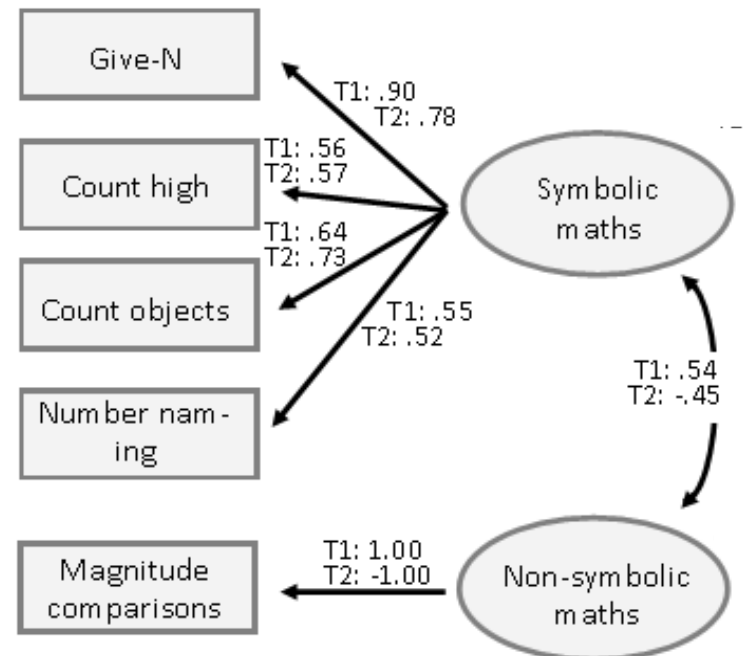 Give-N
T1: .90
T2: .78
T1: .56
T2: .57
Count high
Symbolic
maths
T1: .64
T2: .73
Count objects
T1: .55
T2: .52
T1: .54
T2: -.45
Number nam-
ing
Magnitude
comparisons
T1: 1.00
T2: -1.00
Non-symbolic
maths